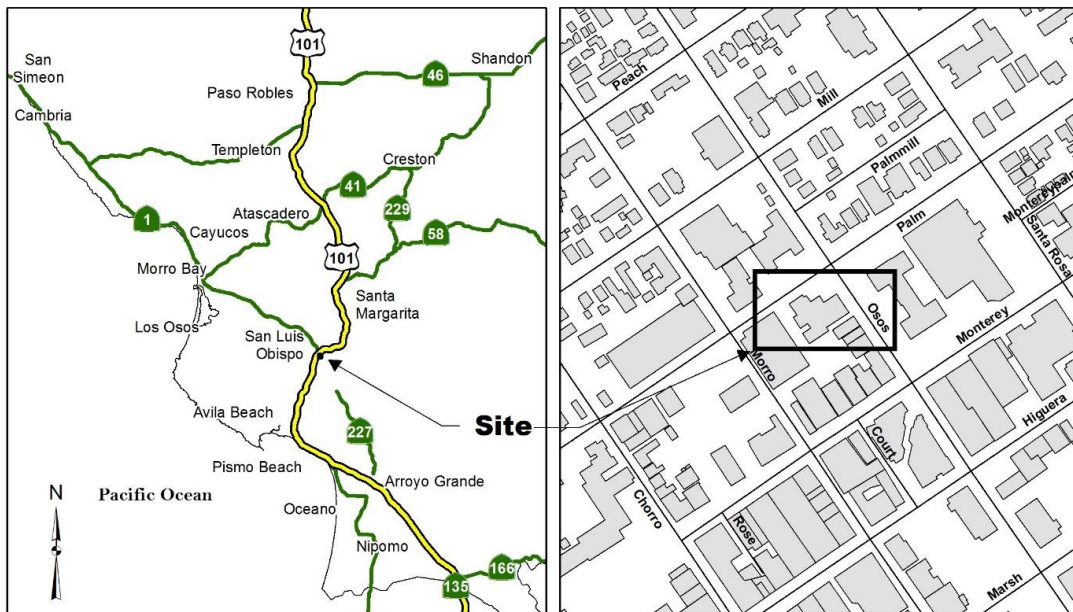 101
San
Simeon
Shandon
46
Paso Robles
Cambria
Templeton
Creston
41
229
1
Atascadero
58
Cayucos
101
Morro Bay
Santa
Margarita
Los Osos
San Luis
Obispo
Avila Beach
Site
227
Pismo Beach
Arroyo Grande
N
Pacific Ocean
Oceano
Nipomo
166
135
Peach
Mill
Palmmill
Montereypalm
Palm
Santa Rosa
Osos
Monterey
Morro
Higuera
Court
Chorro
Rose
Marsh